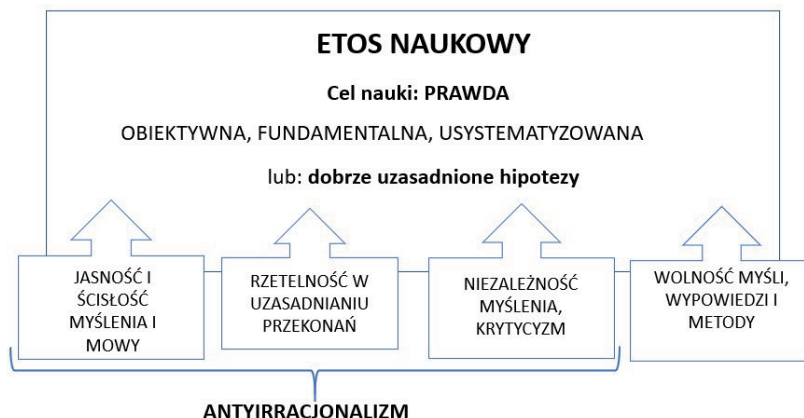 ETOS NAUKOWY
Cel nauki: PRAWDA
OBIEKTYWNA, FUNDAMENTALNA, USYSTEMATYZOWANA
lub: dobrze uzasadnione hipotezy
JASNOŚĆ I
ŚCISŁOŚĆ
MYŚLENIA I
MOWY
RZETELNOŚĆ W
UZASADNIANIU
PRZEKONAŃ
NIEZALEŻNOŚĆ
MYŚLENIA,
KRYTYCYZM
WOLNOŚĆ MYŚLI,
WYPOWIEDZI I
METODY
ANTYIRRACJONALIZM